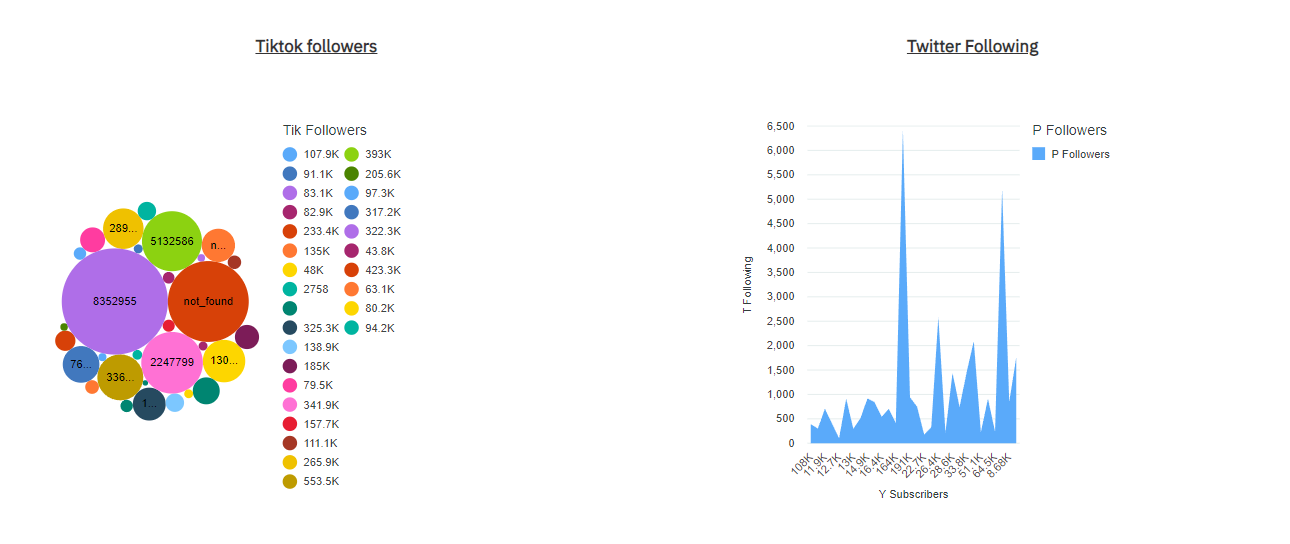 Tiktok followers
Twitter Following
Tik Followers
107.9K
91.1K
83.1K
82.9K
233.4K
135K
48K
2758
325.3K
138.9K
185K
79.5K
341.9K
157.7K
111.1K
265.9K
553.5K
393K
205.6K
97.3K
317.2K
322.3K
43.8K
423.3K
63.1K
80.2K
94.2K
289...
5132586
n...
8352955
not_found
76...
336...
2247799
130...
1...
P Followers
P Followers
T Following
6,500
6,000
5,500
5,000
4,500
4,000
3,500
3,000
2,500
2,000
1,500
1,000
500
0
108K
11.9K
12.7K
13K
14.9K
16.4K
164K
191K
22.7K
26.4K
28.6K
33.8K
51.1K
64.5K
8.68K
Y Subscribers